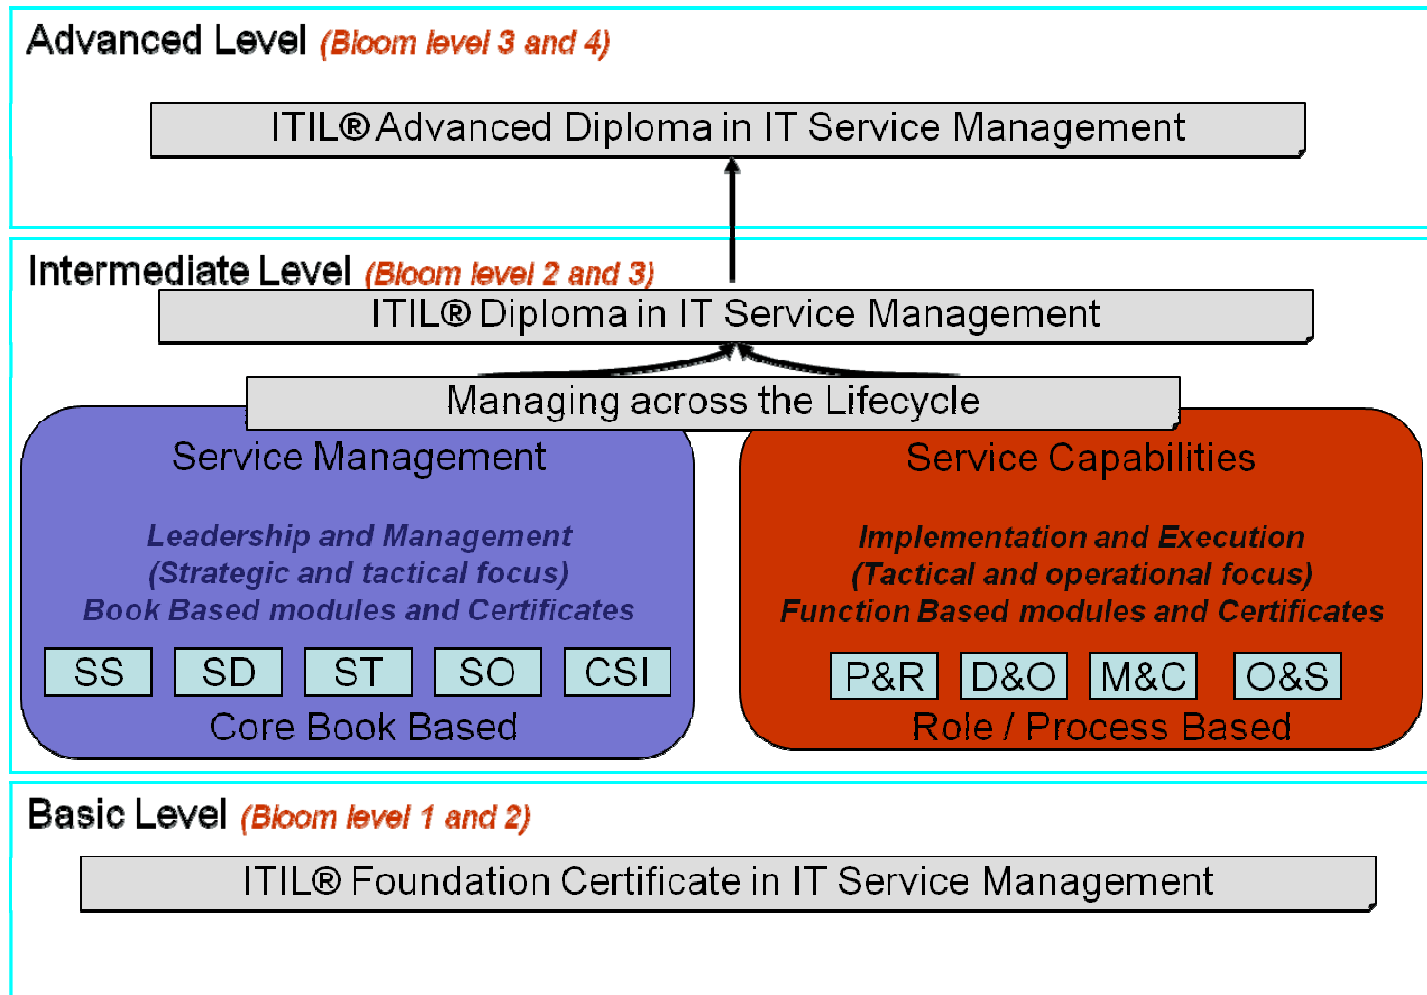 Advanced Level (Bloom level 3 and 4)
ITIL® Advanced Diploma in IT Service Management
Intermediate Level (Bloom level 2 and 3)
ITIL® Diploma in IT Service Management
Managing across the Lifecycle
Service Management
Leadership and Management
(Strategic and tactical focus)
Book Based modules and Certificates
SS SD ST SO CSI
Core Book Based
Service Capabilities
Implementation and Execution
(Tactical and operational focus)
Function Based modules and Certificates
P&R D&O M&C O&S
Role / Process Based
Basic Level (Bloom level 1 and 2)
ITIL® Foundation Certificate in IT Service Management